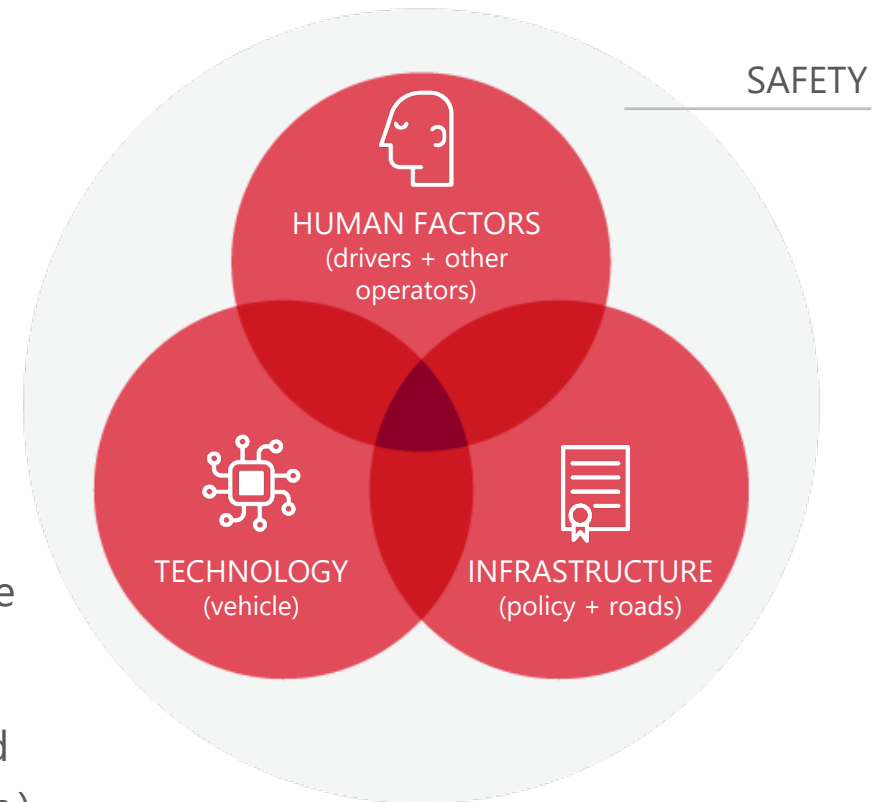 SAFETY
HUMAN FACTORS
(drivers + other
operators)
TECHNOLOGY
(vehicle)
INFRASTRUCTURE
(policy + roads)